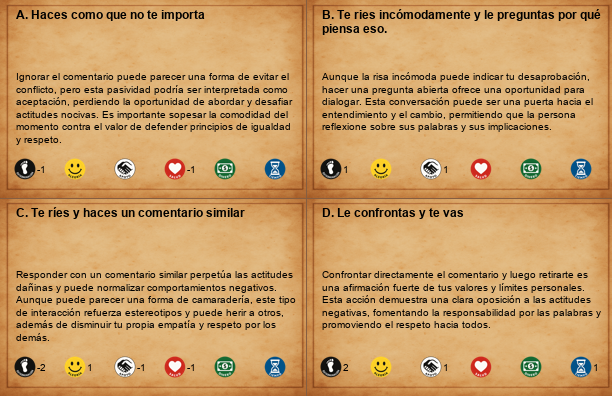 A. Haces como que no te importa
Ignorar el comentario puede parecer una forma de evitar el
conflicto, pero esta pasividad podría ser interpretada como
aceptación, perdiendo la oportunidad de abordar y desafiar
actitudes nocivas. Es importante sopesar la comodidad del
momento contra el valor de defender principios de igualdad
y respeto.
-1 -1
B. Te ries incómodamente y le preguntas por qué
piensa eso.
Aunque la risa incómoda puede indicar tu desaprobación,
hacer una pregunta abierta ofrece una oportunidad para
dialogar. Esta conversación puede ser una puerta hacia el
entendimiento y el cambio, permitiendo que la persona
reflexione sobre sus palabras y sus implicaciones.
1 1
C. Te ríes y haces un comentario similar
Responder con un comentario similar perpetúa las actitudes
dañinas y puede normalizar comportamientos negativos.
Aunque puede parecer una forma de camaradería, este tipo
de interacción refuerza estereotipos y puede herir a otros,
además de disminuir tu propia empatía y respeto por los
demás.
-2 1 -1 -1
D. Le confrontas y te vas
Confrontar directamente el comentario y luego retirarte es
una afirmación fuerte de tus valores y límites personales.
Esta acción demuestra una clara oposición a las actitudes
negativas, fomentando la responsabilidad por las palabras y
promoviendo el respeto hacia todos.
2 1 1